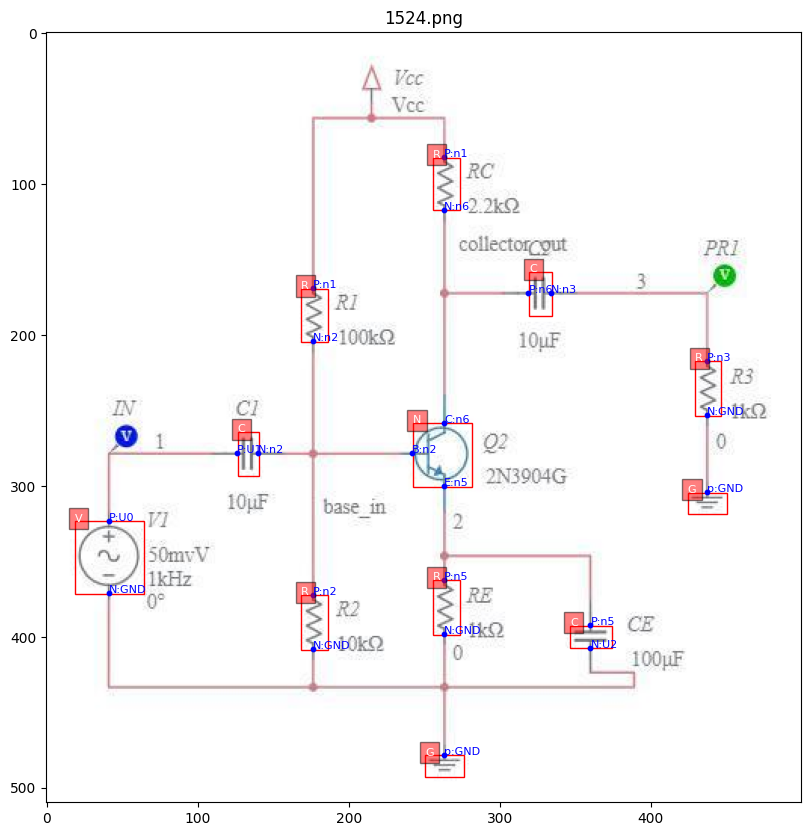 1524.png
0
100
200
300
400
500
0
100
200
300
400
Vcc
Vcc
R
P:n1
RC
N:n6
2.2kΩ
collector_out
C2
C
P:n6
N:n3
10µF
3
PR1
V
R
P:n1
R1
N:n2
100kΩ
R
P:n3
R3
N:GND
1kΩ
0
G
p:GND
IN
V
1
C1
C
P:U1
N:n2
10µF
N
C:n6
B:n2
E:n5
Q2
2N3904G
2
base_in
V
P:U0
V1
50mvV
1kHz
0°
N:GND
R
P:n2
R2
10kΩ
N:GND
R
P:n5
RE
1kΩ
N:GND
0
C
P:n5
CE
N:U2
100µF
G
p:GND